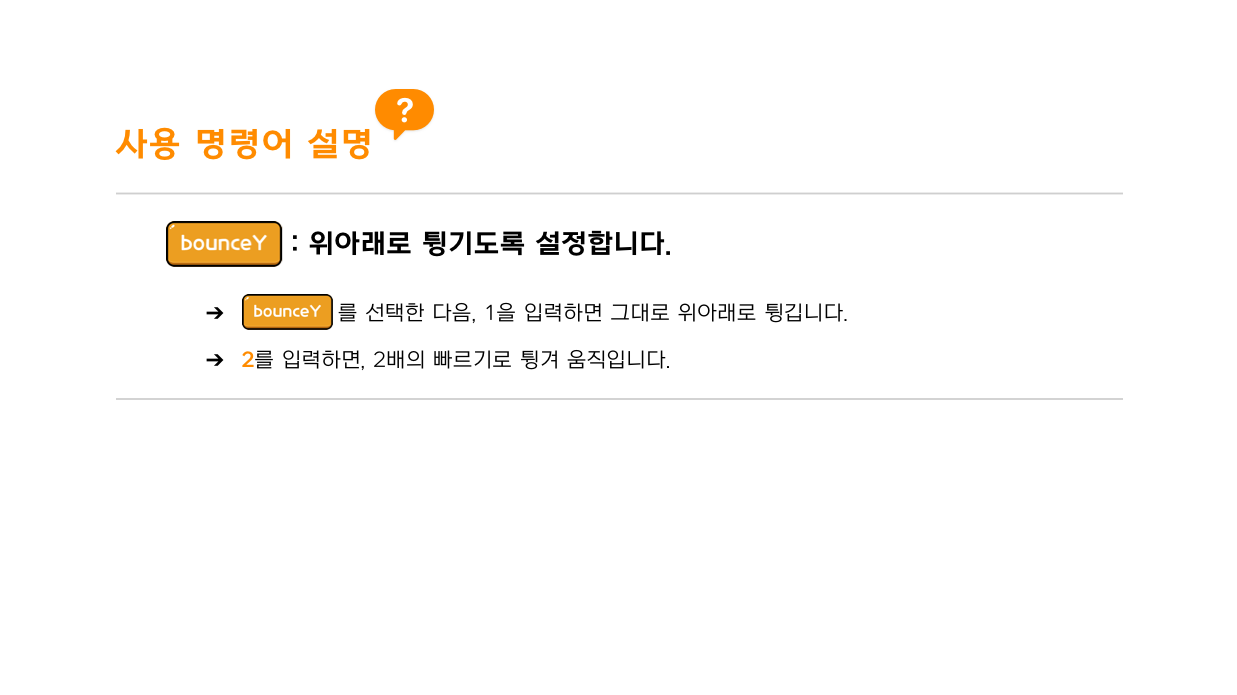 사용 명령어 설명 ?
bounceY : 위아래로 튕기도록 설정합니다.
➔ bounceY 를 선택한 다음, 1을 입력하면 그대로 위아래로 튕깁니다.
➔ 2를 입력하면, 2배의 빠르기로 튕겨 움직입니다.